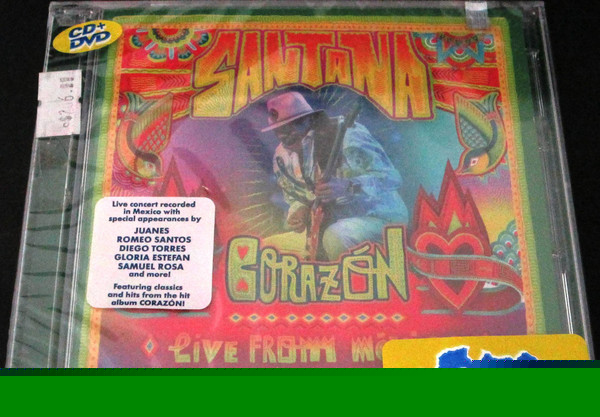 CD+
DVD
SANTANA
Live concert recorded
in Mexico with
special appearances by
JUANES
ROMEO SANTOS
DIEGO TORRES
GLORIA ESTEFAN
SAMUEL ROSA
and more!
Featuring classics
and hits from the hit
album CORAZÓN!
CORAZÓN
LIVE FROM